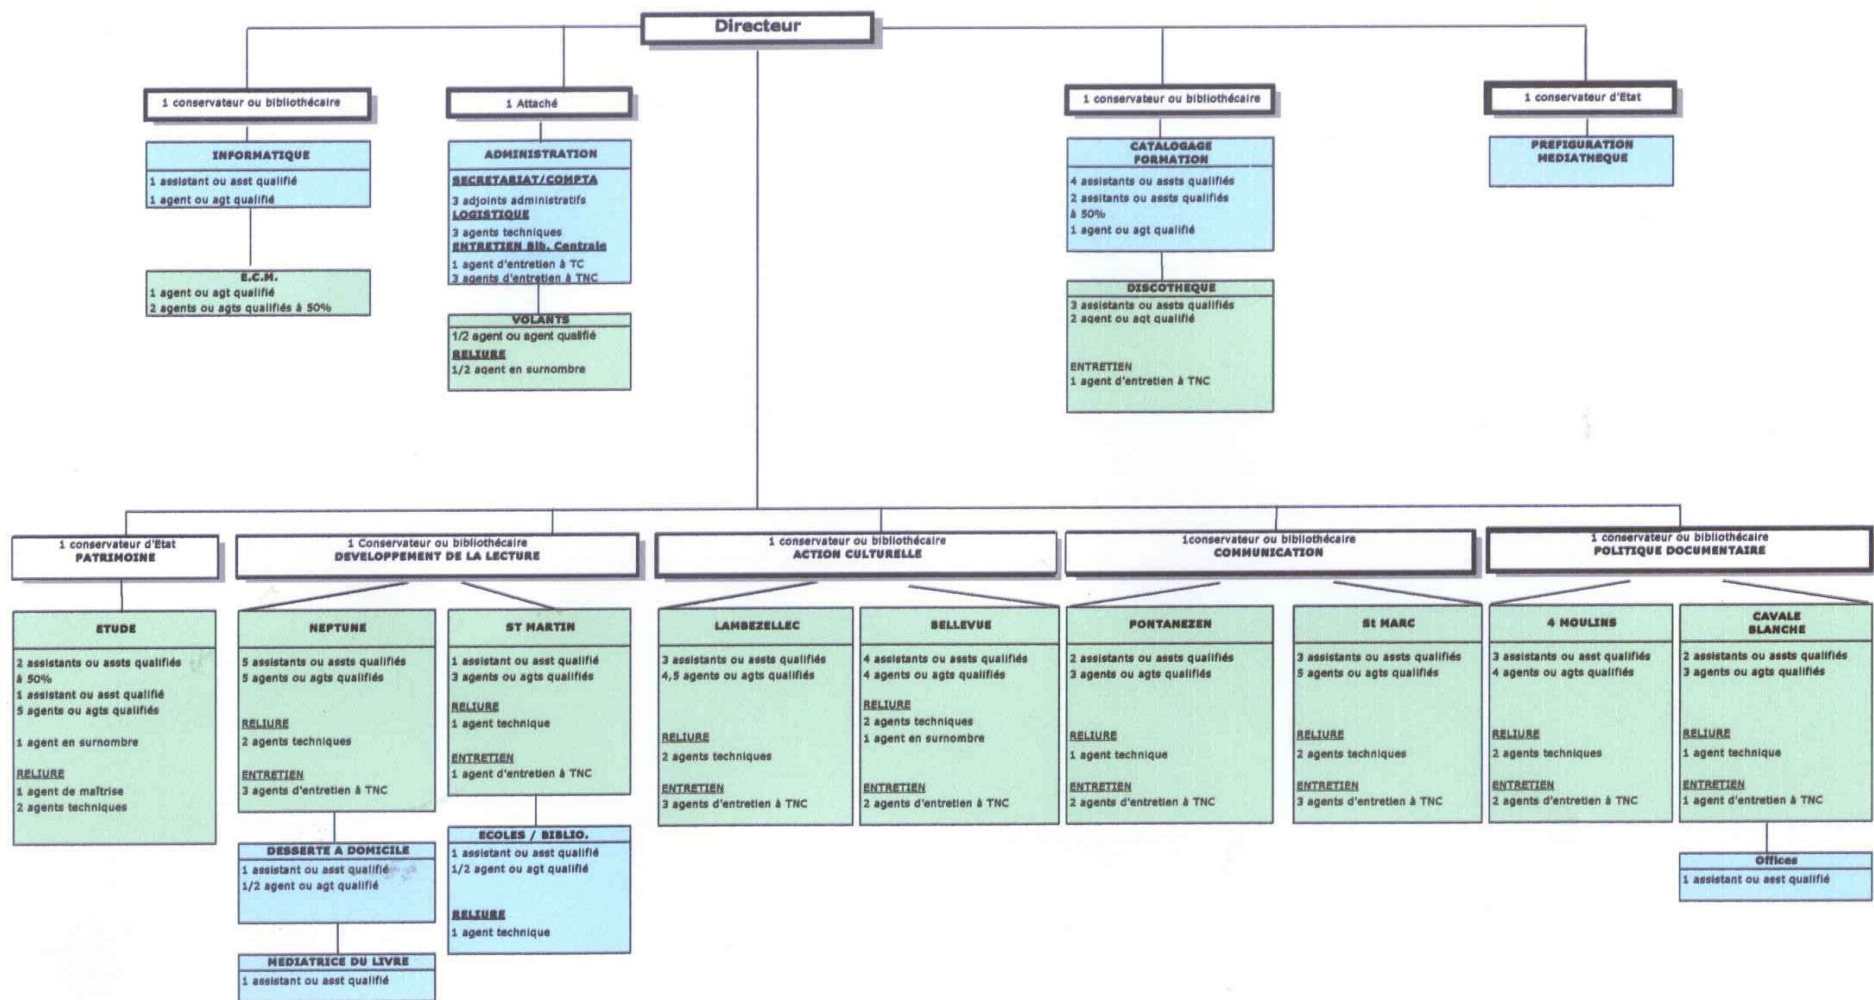 Directeur
1 conservateur ou bibliothécaire
INFORMATIQUE
1 assistant ou asst qualifié
1 agent ou agt qualifié
E.C.M.
1 agent ou agt qualifié
2 agents ou agts qualifiés à 50%
1 Attaché
ADMINISTRATION
SECRETARIAT/COMPTA
3 adjoints administratifs
LOGISTIQUE
3 agents techniques
ENTRETIEN Bib. Centrale
1 agent d'entretien à TC
3 agents d'entretien à TNC
VOLANTS
1/2 agent ou agent qualifié
RELIURE
1/2 agent en surnombre
1 conservateur ou bibliothécaire
CATALOGAGE
FORMATION
4 assistants ou assts qualifiés
2 assitants ou assts qualifiés
à 50%
1 agent ou agt qualifié
DISCOTHEQUE
3 assistants ou assts qualifiés
2 agent ou agt qualifié
ENTRETIEN
1 agent d'entretien à TNC
1 conservateur d'Etat
PREFIGURATION
MEDIATHEQUE
1 conservateur d'Etat
PATRIMOINE
ETUDE
2 assistants ou assts qualifiés
à 50%
1 assistant ou asst qualifié
5 agents ou agts qualifiés
1 agent en surnombre
RELIURE
1 agent de maîtrise
2 agents techniques
1 Conservateur ou bibliothécaire
DEVELOPPEMENT DE LA LECTURE
NEPTUNE
5 assistants ou assts qualifiés
5 agents ou agts qualifiés
RELIURE
2 agents techniques
ENTRETIEN
3 agents d'entretien à TNC
DESSERTE A DOMICILE
1 assistant ou asst qualifié
1/2 agent ou agt qualifié
MEDIATRICE DU LIVRE
1 assistant ou asst qualifié
ST MARTIN
1 assistant ou asst qualifié
3 agents ou agts qualifiés
RELIURE
1 agent technique
ENTRETIEN
1 agent d'entretien à TNC
ECOLES / BIBLIO.
1 assistant ou asst qualifié
1/2 agent ou agt qualifié
RELIURE
1 agent technique
1 conservateur ou bibliothécaire
ACTION CULTURELLE
LAMBEZELLEC
3 assistants ou assts qualifiés
4,5 agents ou agts qualifiés
RELIURE
2 agents techniques
ENTRETIEN
3 agents d'entretien à TNC
BELLEVUE
4 assistants ou assts qualifiés
4 agents ou agts qualifiés
RELIURE
2 agents techniques
1 agent en surnombre
ENTRETIEN
2 agents d'entretien à TNC
1conservateur ou bibliothécaire
COMMUNICATION
PONTANEZEN
2 assistants ou assts qualifiés
3 agents ou agts qualifiés
RELIURE
1 agent technique
ENTRETIEN
2 agents d'entretien à TNC
St MARC
3 assistants ou assts qualifiés
5 agents ou agts qualifiés
RELIURE
2 agents techniques
ENTRETIEN
3 agents d'entretien à TNC
1 conservateur ou bibliothécaire
POLITIQUE DOCUMENTAIRE
4 MOULINS
3 assistants ou asst qualifiés
4 agents ou agts qualifiés
RELIURE
2 agents techniques
ENTRETIEN
2 agents d'entretien à TNC
CAVALE
BLANCHE
2 assistants ou assts qualifiés
3 agents ou agts qualifiés
RELIURE
1 agent technique
ENTRETIEN
1 agent d'entretien à TNC
Offices
1 assistant ou asst qualifié